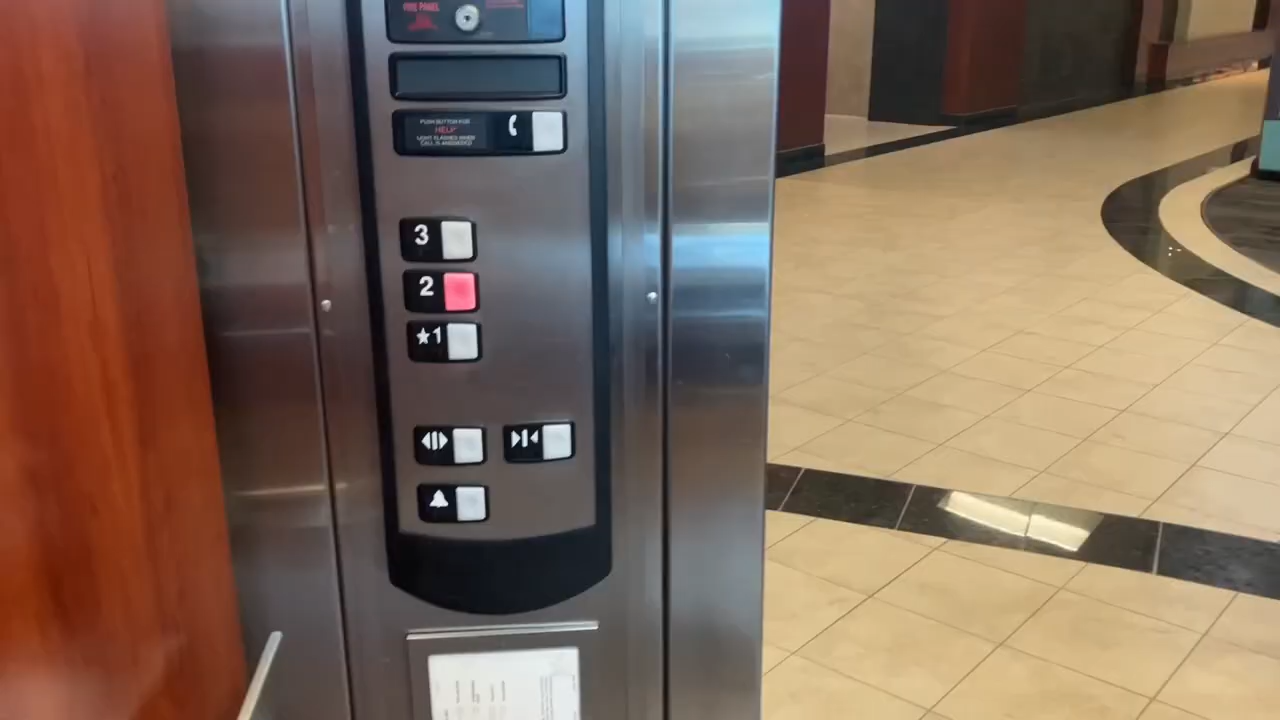 FIRE PANEL
PUSH BUTTON FOR
HELP
LIGHT FLASHES WHEN
CALL IS ANSWERED
3
2
★1